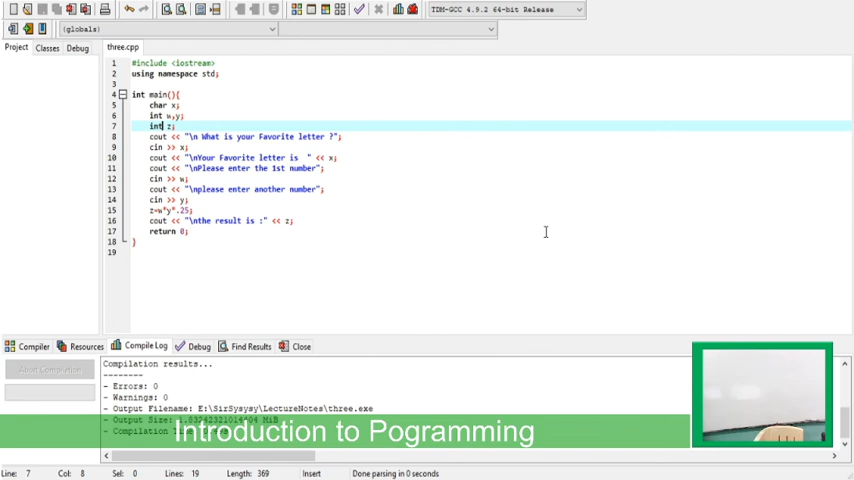 TDM-GCC 4.9.2 64-bit Release
(globals)
Project Classes Debug three.cpp
1 #include <iostream>
2 using namespace std;
3
4 int main(){
5 char x;
6 int w,y;
7 int z;
8 cout << "\n What is your Favorite letter ?";
9 cin >> x;
10 cout << "\nYour Favorite letter is  " << x;
11 cout << "\nPlease enter the 1st number";
12 cin >> w;
13 cout << "\nplease enter another number";
14 cin >> y;
15 z=w*y*.25;
16 cout << "\nthe result is :" << z;
17 return 0;
18 }
19
Compiler Resources Compile Log Debug Find Results Close
Abort Compilation
Compilation results...
--------
- Errors: 0
- Warnings: 0
- Output Filename: E:\SirSysysy\LectureNotes\three.exe
- Output Size: MiB
- Compilation
Introduction to Pogramming
Line: 7 Col: 8 Sel: 0 Lines: 19 Length: 369 Insert Done parsing in 0 seconds